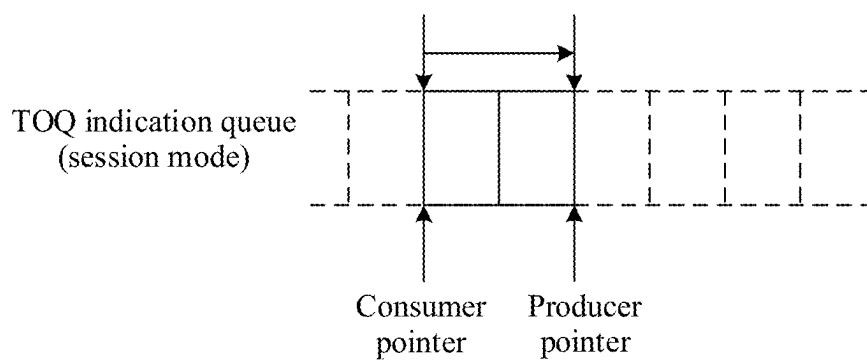 TOQ indication queue
(session mode)
Consumer
pointer
Producer
pointer